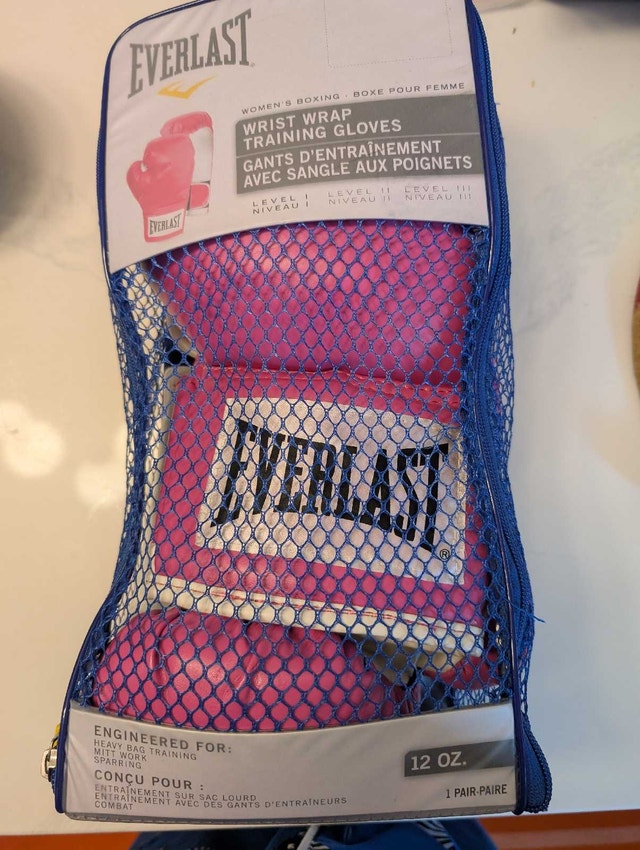 EVERLAST
WOMEN'S BOXING · BOXE POUR FEMME
WRIST WRAP
TRAINING GLOVES
GANTS D'ENTRAÎNEMENT
AVEC SANGLE AUX POIGNETS
LEVEL I LEVEL II LEVEL III
NIVEAU I NIVEAU II NIVEAU III
EVERLAST
EVERLAST
®
ENGINEERED FOR:
HEAVY BAG TRAINING
MITT WORK
SPARRING
CONÇU POUR :
ENTRAÎNEMENT SUR SAC LOURD
ENTRAÎNEMENT AVEC DES GANTS D'ENTRAÎNEURS
COMBAT
12 OZ.
1 PAIR-PAIRE